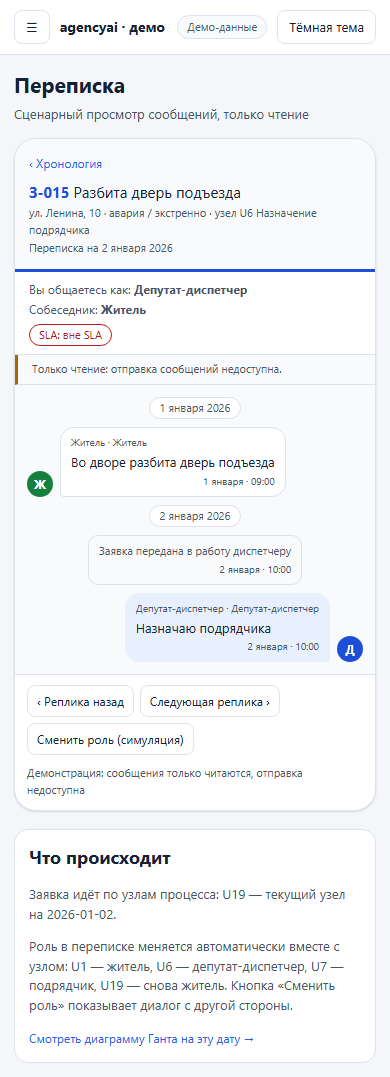 ☰ agencyai · демо Демо-данные Тёмная тема
Переписка
Сценарный просмотр сообщений, только чтение
‹ Хронология
З-015 Разбита дверь подъезда
ул. Ленина, 10 · авария / экстренно · узел U6 Назначение
подрядчика
Переписка на 2 января 2026
Вы общаетесь как: Депутат-диспетчер
Собеседник: Житель
SLA: вне SLA
Только чтение: отправка сообщений недоступна.
1 января 2026
Житель · Житель
Во дворе разбита дверь подъезда
1 января · 09:00
Ж
2 января 2026
Заявка передана в работу диспетчеру
2 января · 10:00
Депутат-диспетчер · Депутат-диспетчер
Назначаю подрядчика
2 января · 10:00
Д
‹ Реплика назад Следующая реплика ›
Сменить роль (симуляция)
Демонстрация: сообщения только читаются, отправка
недоступна
Что происходит
Заявка идёт по узлам процесса: U19 — текущий узел
на 2026-01-02.
Роль в переписке меняется автоматически вместе с
узлом: U1 — житель, U6 — депутат-диспетчер, U7 —
подрядчик, U19 — снова житель. Кнопка «Сменить
роль» показывает диалог с другой стороны.
Смотреть диаграмму Ганта на эту дату →